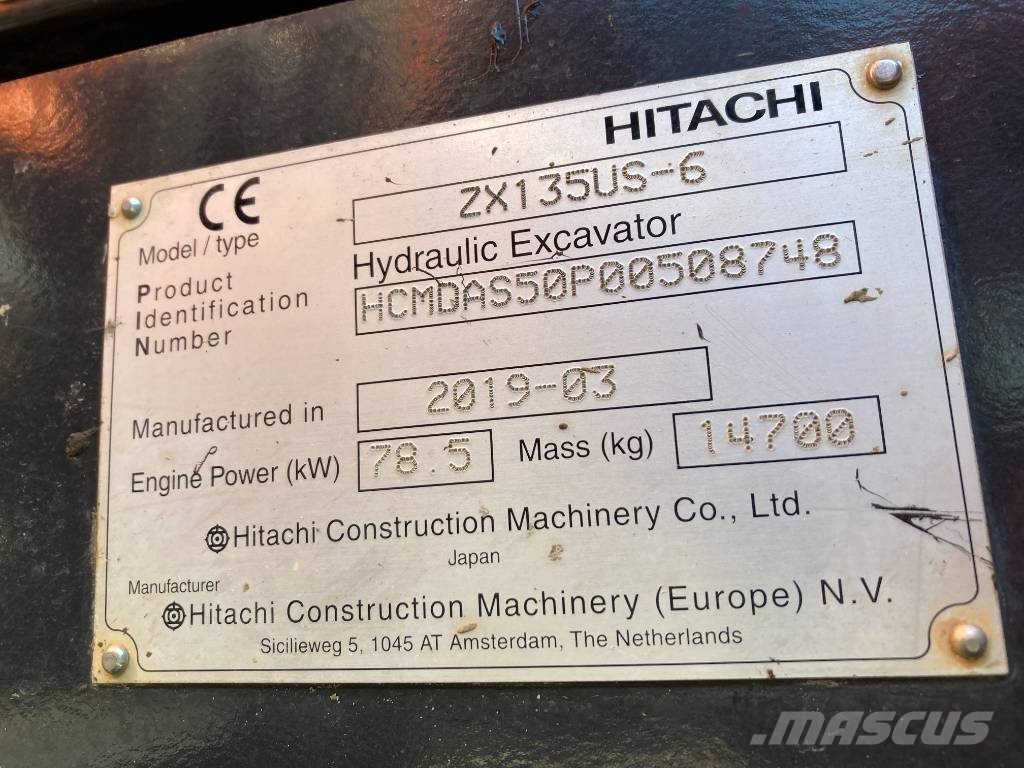 HITACHI
CE
Model / type ZX135US-6
Hydraulic Excavator
Product
Identification
Number HCMDAS50P00508748
Manufactured in 2019-03
Engine Power (kW) 78.5 Mass (kg) 14700
Hitachi Construction Machinery Co., Ltd.
Japan
Manufacturer
Hitachi Construction Machinery (Europe) N.V.
Sicilieweg 5, 1045 AT Amsterdam, The Netherlands
MASCUS